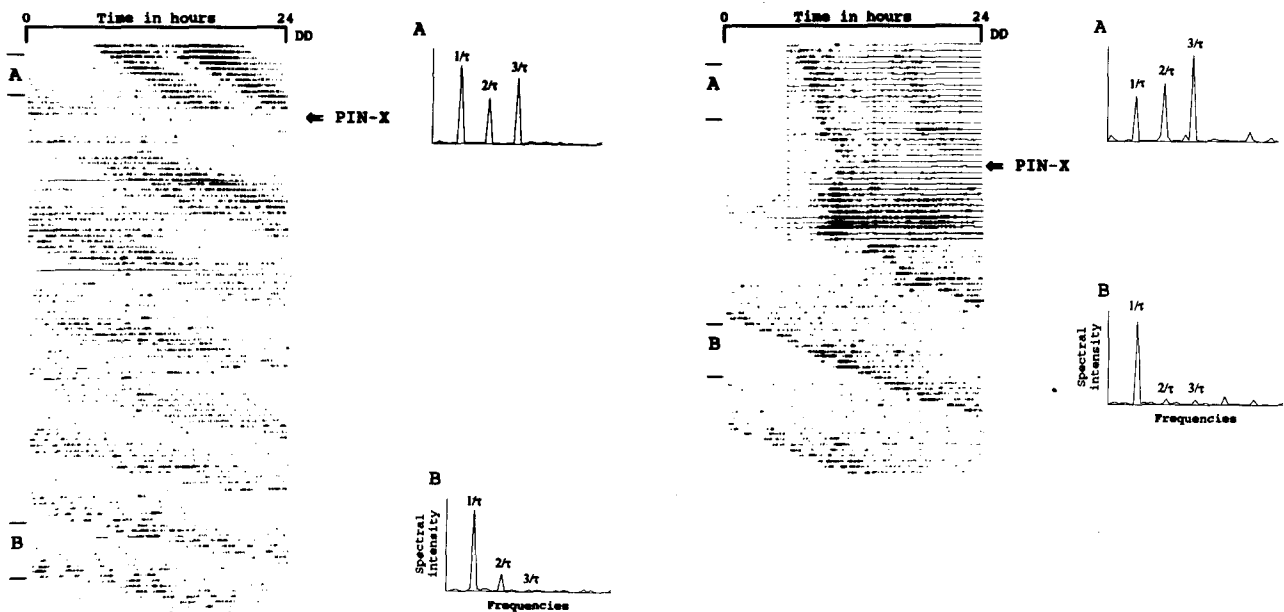 0 Time in hours 24
DD
A
PIN-X
B
A
1/τ
2/τ
3/τ
B
1/τ
2/τ
3/τ
Spectral
intensity
Frequencies
0 Time in hours 24
DD
A
PIN-X
B
A
1/τ
2/τ
3/τ
B
1/τ
2/τ
3/τ
Spectral
intensity
Frequencies